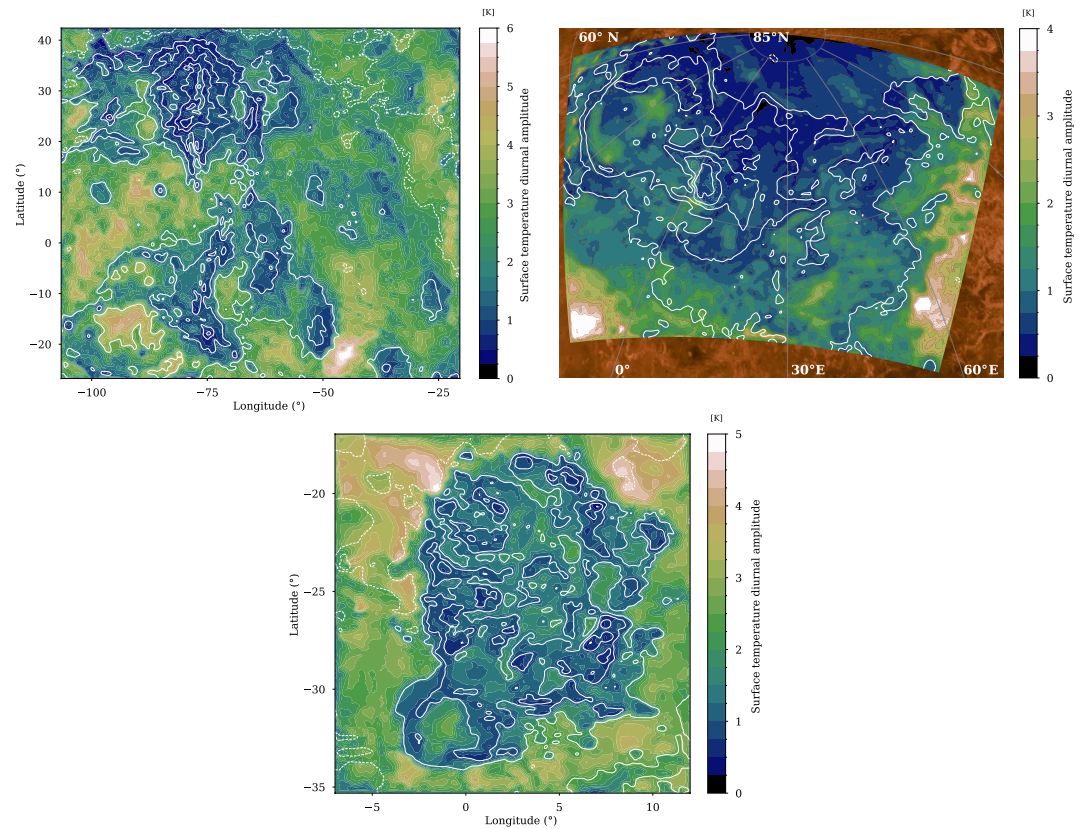 [K]
6
5
4
3
2
1
0
Surface temperature diurnal amplitude
40
30
20
10
0
−10
−20
Latitude (°)
−100
−75
−50
−25
Longitude (°)
[K]
4
3
2
1
0
Surface temperature diurnal amplitude
60° N
85°N
0°
30°E
60°E
[K]
5
4
3
2
1
0
Surface temperature diurnal amplitude
−20
−25
−30
−35
Latitude (°)
−5
0
5
10
Longitude (°)